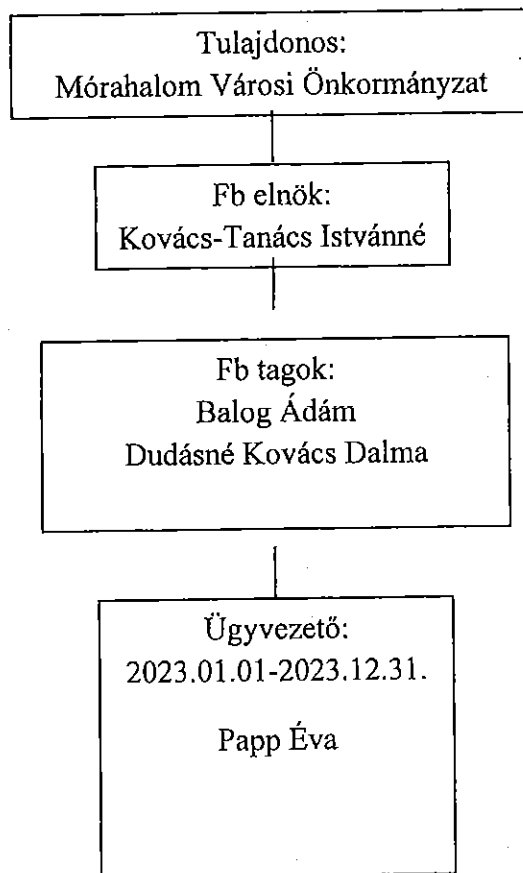 Tulajdonos:
Mórahalom Városi Önkormányzat
Fb elnök:
Kovács-Tanács Istvánné
Fb tagok:
Balog Ádám
Dudásné Kovács Dalma
Ügyvezető:
2023.01.01-2023.12.31.
Papp Éva